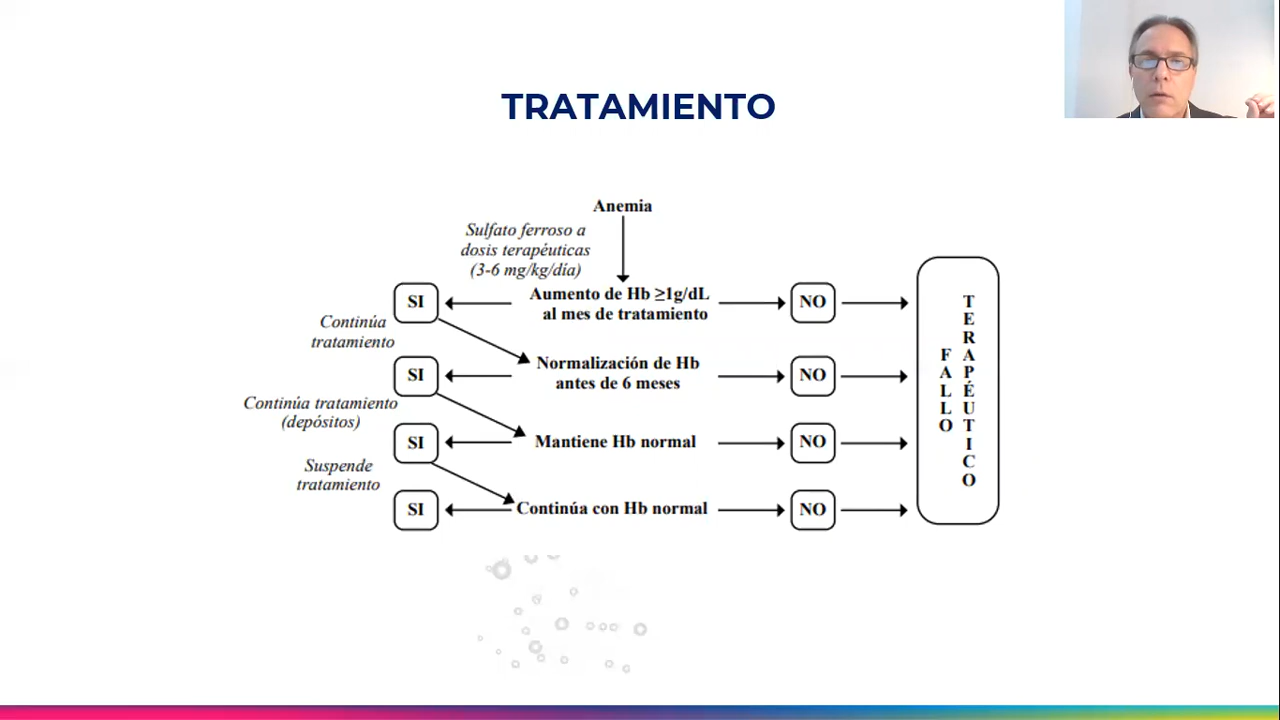 TRATAMIENTO
Anemia
Sulfato ferroso a
dosis terapéuticas
(3-6 mg/kg/día)
SI
Aumento de Hb ≥1g/dL
al mes de tratamiento
NO
Continúa
tratamiento
SI
Normalización de Hb
antes de 6 meses
NO
Continúa tratamiento
(depósitos)
SI
Mantiene Hb normal
NO
Suspende
tratamiento
SI
Continúa con Hb normal
NO
FALLO
TERAPÉUTICO